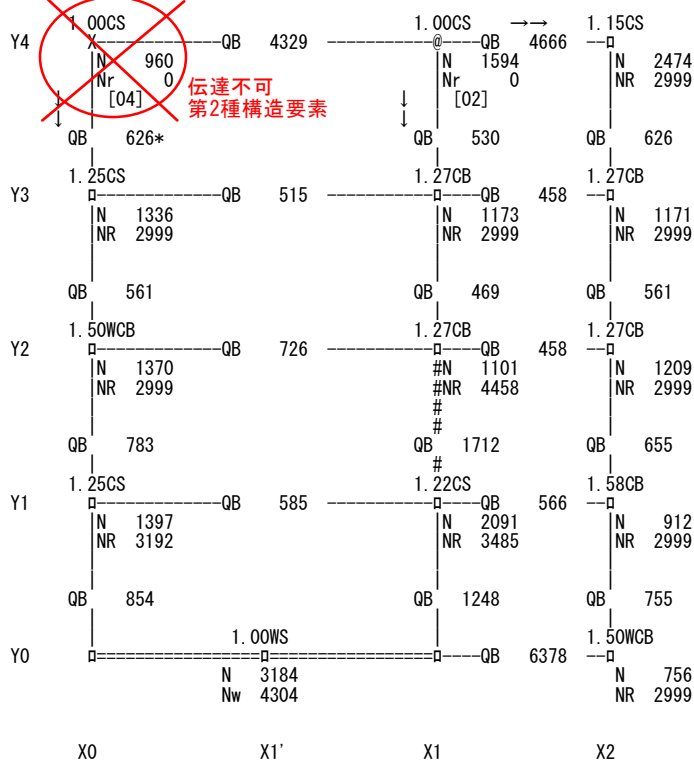 1.00CS 1.00CS →→ 1.15CS
Y4 X-------------QB 4329 -----------@----QB 4666 --□
|N 960 |N 1594 |N 2474
|Nr 0 |Nr 0 |NR 2999
↓ | [04] 伝達不可 ↓ | [02] |
↓ | 第2種構造要素 ↓ | |
QB 626* QB 530 QB 626
1.25CS 1.27CB 1.27CB
Y3 □-------------QB 515 -----------□----QB 458 --□
|N 1336 |N 1173 |N 1171
|NR 2999 |NR 2999 |NR 2999
QB 561 QB 469 QB 561
1.50WCB 1.27CB 1.27CB
Y2 □-------------QB 726 -----------□----QB 458 --□
|N 1370 #N 1101 |N 1209
|NR 2999 #NR 4458 |NR 2999
| # |
| # |
QB 783 QB 1712 QB 655
| # |
1.25CS 1.22CS 1.58CB
Y1 □-------------QB 585 -----------□----QB 566 --□
|N 1397 |N 2091 |N 912
|NR 3192 |NR 3485 |NR 2999
QB 854 QB 1248 QB 755
1.00WS 1.50WCB
Y0 □=================□=================□----QB 6378 --□
N 3184 N 756
Nw 4304 NR 2999
X0 X1' X1 X2